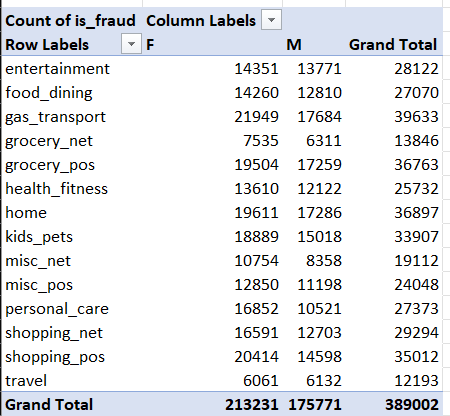 Count of is_fraud Column Labels
Row Labels F M Grand Total
entertainment 14351 13771 28122
food_dining 14260 12810 27070
gas_transport 21949 17684 39633
grocery_net 7535 6311 13846
grocery_pos 19504 17259 36763
health_fitness 13610 12122 25732
home 19611 17286 36897
kids_pets 18889 15018 33907
misc_net 10754 8358 19112
misc_pos 12850 11198 24048
personal_care 16852 10521 27373
shopping_net 16591 12703 29294
shopping_pos 20414 14598 35012
travel 6061 6132 12193
Grand Total 213231 175771 389002